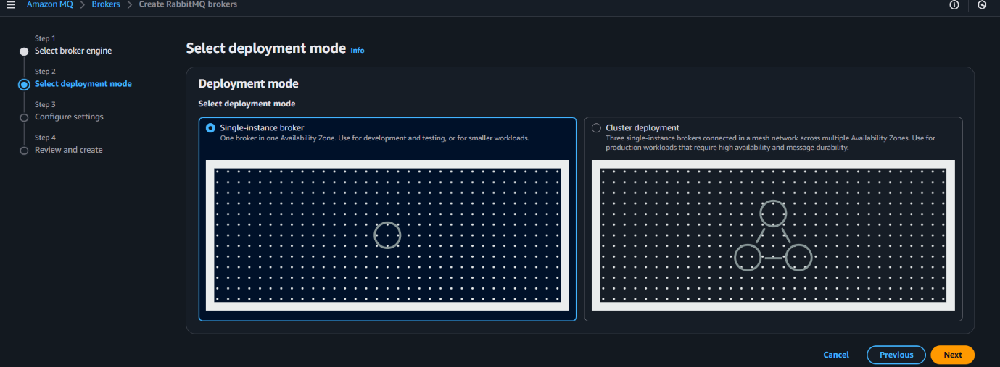 Amazon MQ > Brokers > Create RabbitMQ brokers
Step 1
Select broker engine
Step 2
Select deployment mode
Step 3
Configure settings
Step 4
Review and create
Select deployment mode Info
Deployment mode
Select deployment mode
Single-instance broker
One broker in one Availability Zone. Use for development and testing, or for smaller workloads.
Cluster deployment
Three single-instance brokers connected in a mesh network across multiple Availability Zones. Use for
production workloads that require high availability and message durability.
Cancel Previous Next